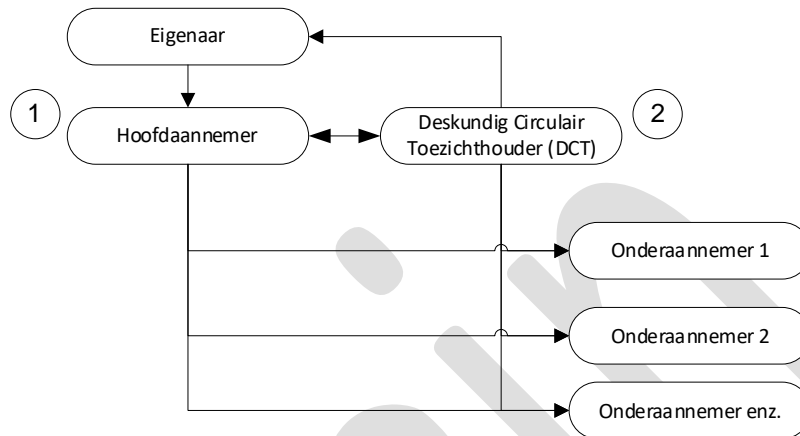 Eigenaar
1
Hoofdaannemer
Deskundig Circulair
Toezichthouder (DCT)
2
Onderaannemer 1
Onderaannemer 2
Onderaannemer enz.